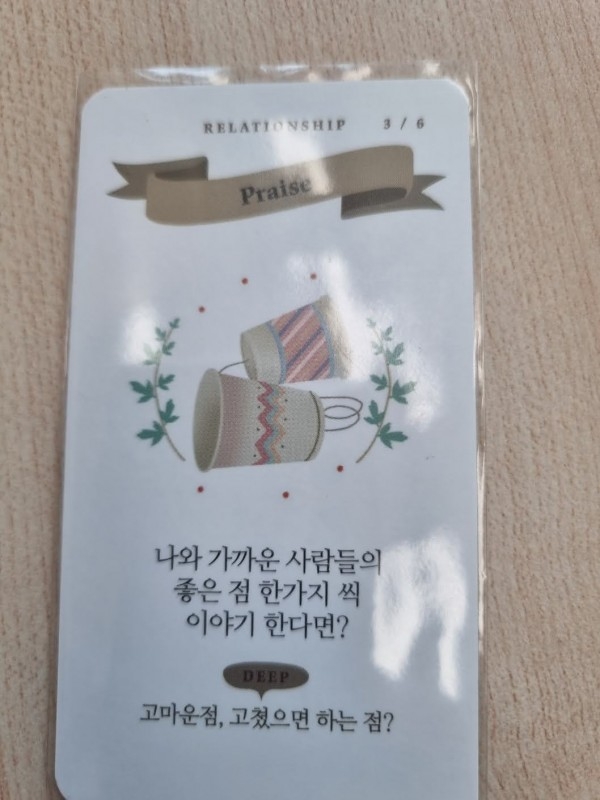 RELATIONSHIP 3 / 6
Praise
나와 가까운 사람들의
좋은 점 한가지 씩
이야기 한다면?
DEEP
고마운점, 고쳤으면 하는 점?